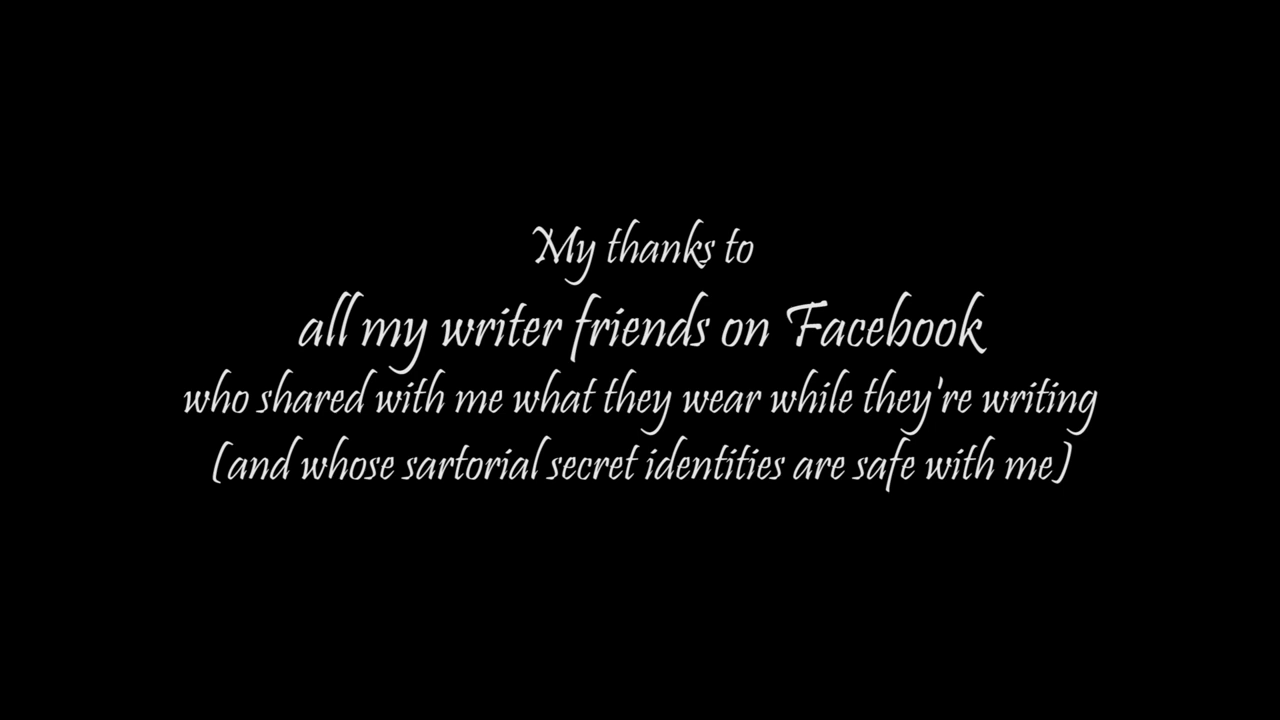 My thanks to
all my writer friends on Facebook
who shared with me what they wear while they're writing
(and whose sartorial secret identities are safe with me)